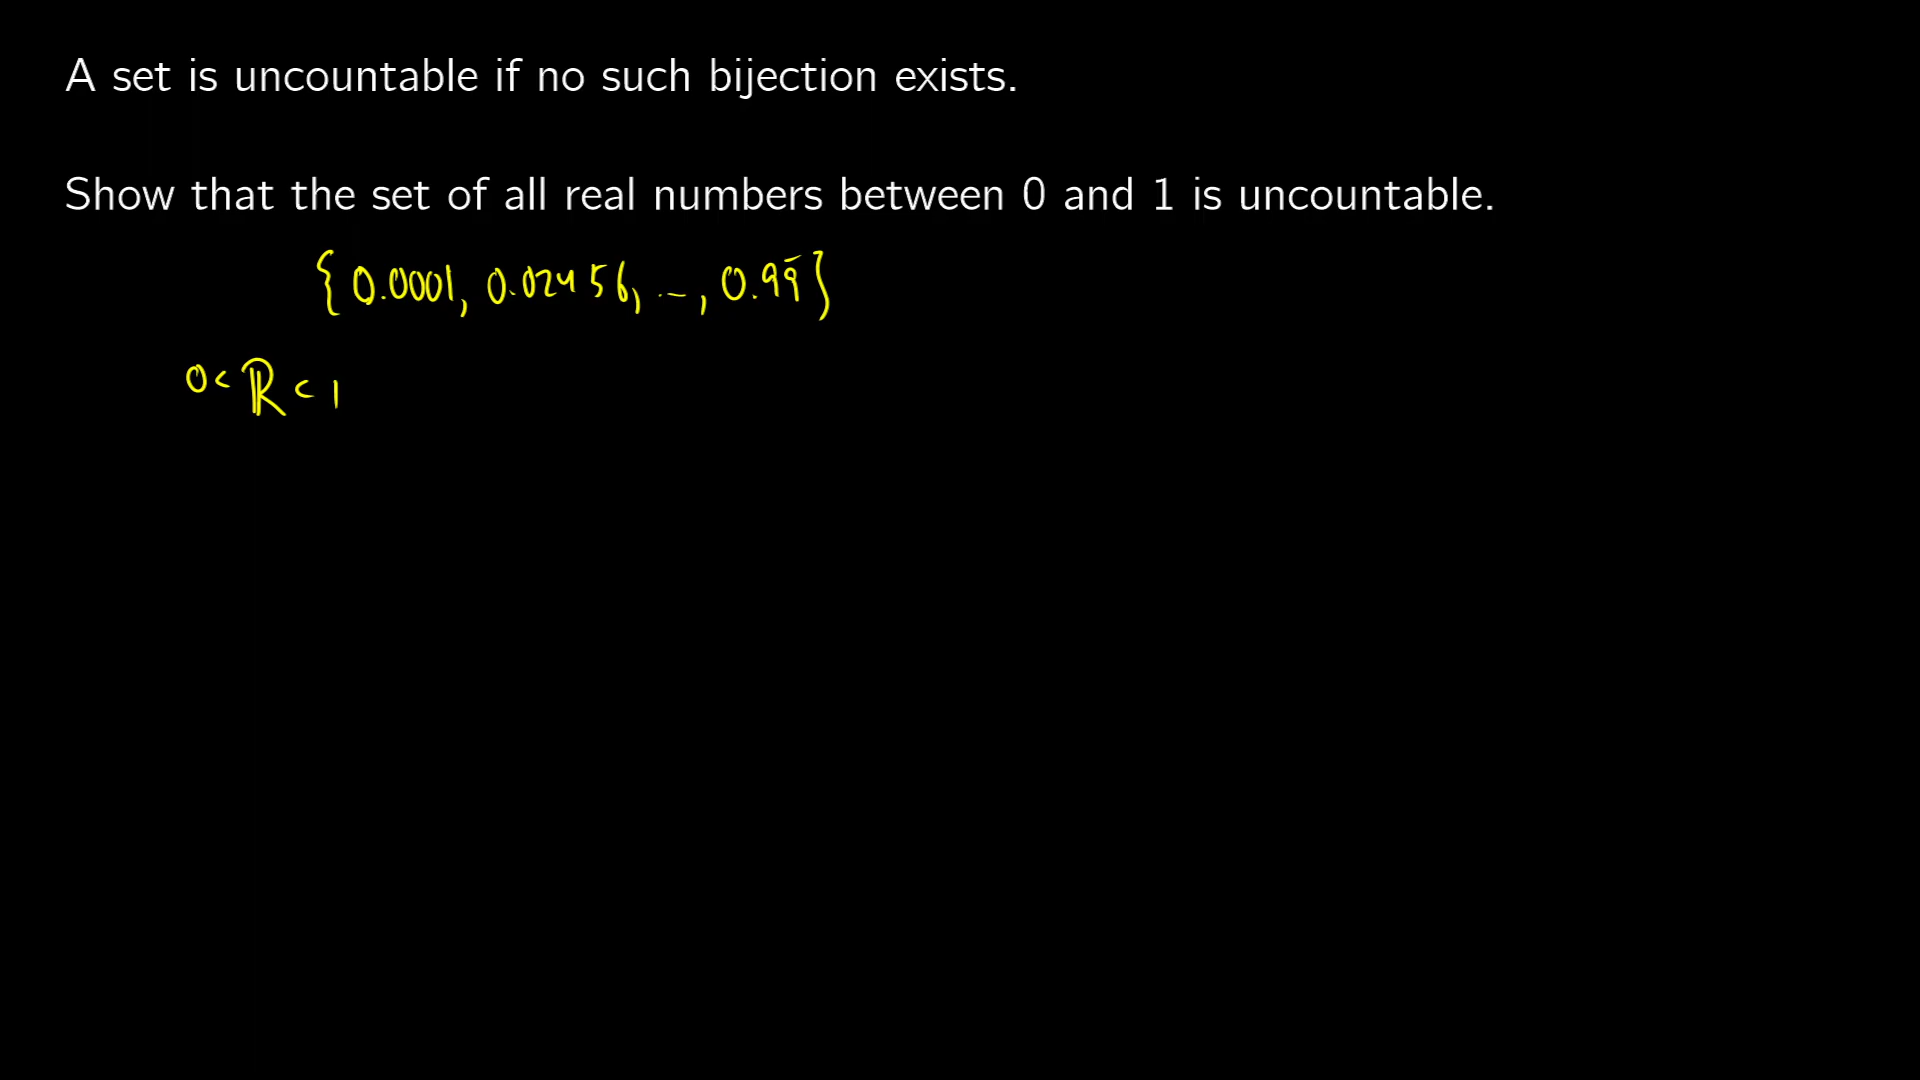 A set is uncountable if no such bijection exists.
Show that the set of all real numbers between 0 and 1 is uncountable.
{0.0001, 0.02456, ..., 0.99̄}
0<ℝ<1